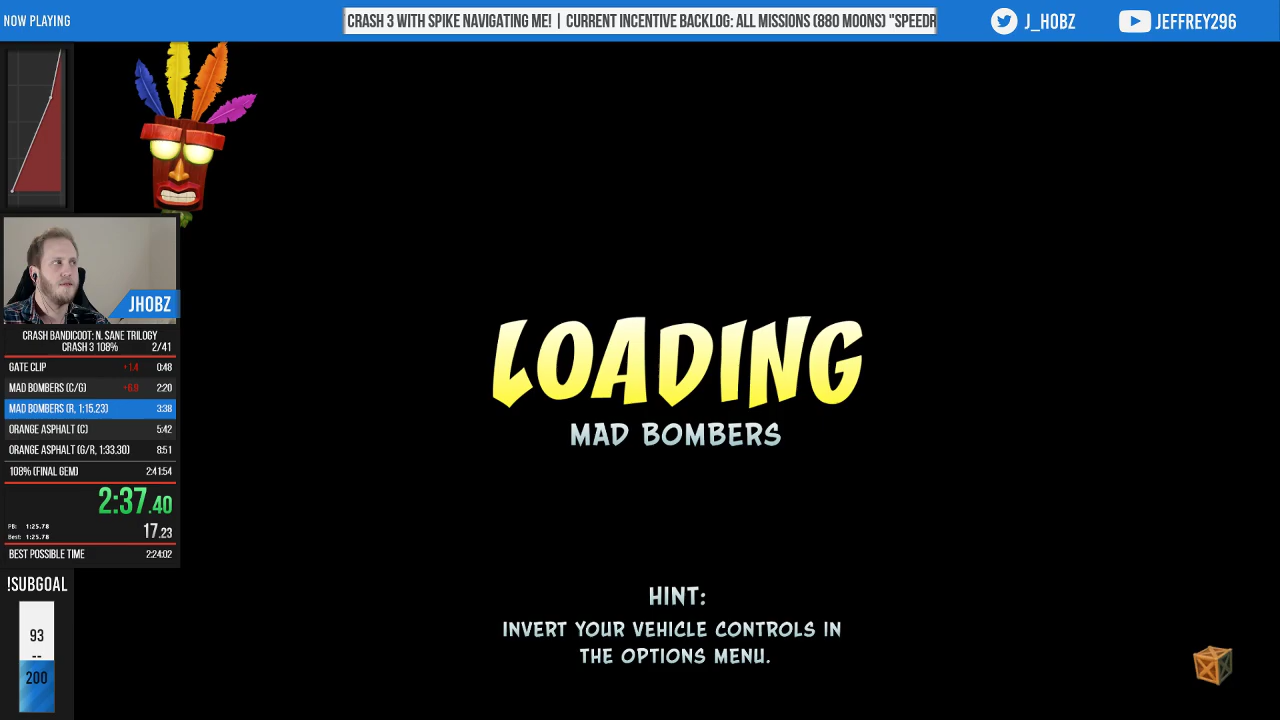 NOW PLAYING
CRASH 3 WITH SPIKE NAVIGATING ME! | CURRENT INCENTIVE BACKLOG: ALL MISSIONS (880 MOONS) "SPEEDR
J_HOBZ
JEFFREY296
JHOBZ
CRASH BANDICOOT: N. SANE TRILOGY
CRASH 3 108% 2/41
GATE CLIP +1.4 0:48
MAD BOMBERS (C/G) +6.9 2:20
MAD BOMBERS (R, 1:15.23) 3:38
ORANGE ASPHALT (C) 5:42
ORANGE ASPHALT (G/R, 1:33.30) 8:51
108% (FINAL GEM) 2:41:54
2:37.40
PB: 1:25.78
17.23
Best: 1:25.78
BEST POSSIBLE TIME 2:24:02
!SUBGOAL
93
--
200
LOADING
MAD BOMBERS
HINT:
INVERT YOUR VEHICLE CONTROLS IN
THE OPTIONS MENU.